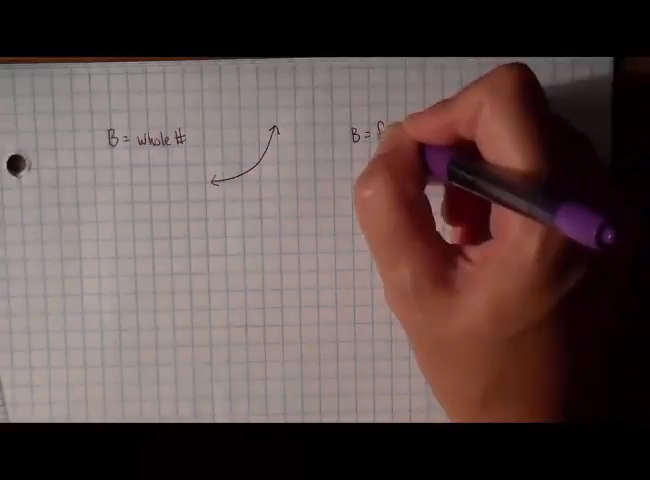 B = whole #
B = f